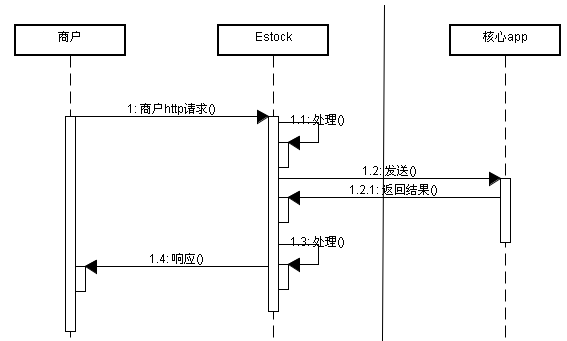 商户
Estock
核心app
1: 商户http请求()
1.1: 处理()
1.2: 发送()
1.2.1: 返回结果()
1.3: 处理()
1.4: 响应()